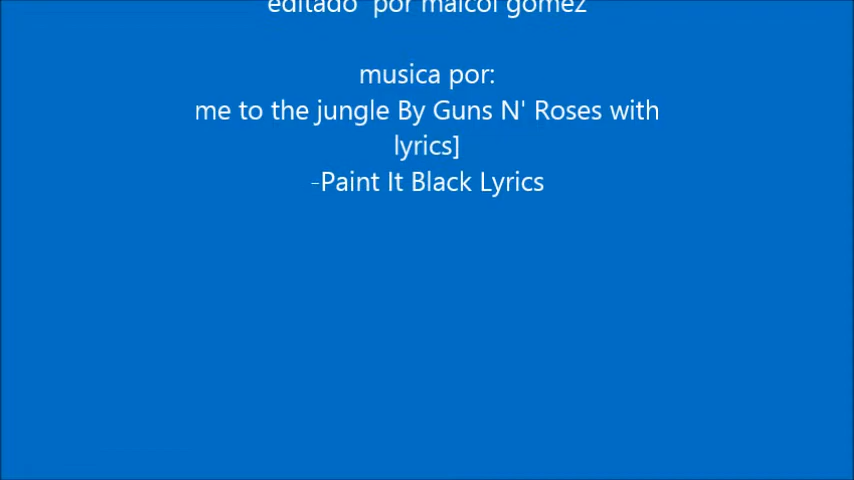 editado por malcol gomez
musica por:
me to the jungle By Guns N' Roses with
lyrics]
-Paint It Black Lyrics